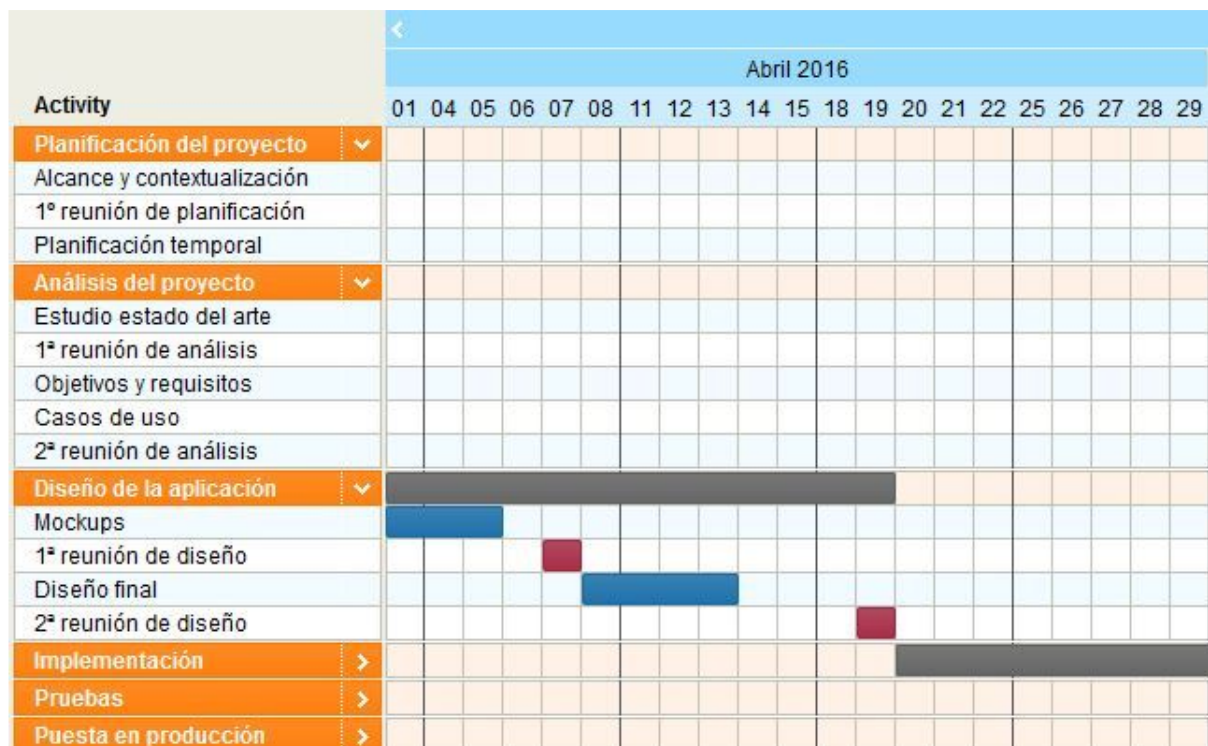 Abril 2016
Activity 01 04 05 06 07 08 11 12 13 14 15 18 19 20 21 22 25 26 27 28 29
Planificación del proyecto
Alcance y contextualización
1º reunión de planificación
Planificación temporal
Análisis del proyecto
Estudio estado del arte
1ª reunión de análisis
Objetivos y requisitos
Casos de uso
2ª reunión de análisis
Diseño de la aplicación
Mockups
1ª reunión de diseño
Diseño final
2ª reunión de diseño
Implementación
Pruebas
Puesta en producción